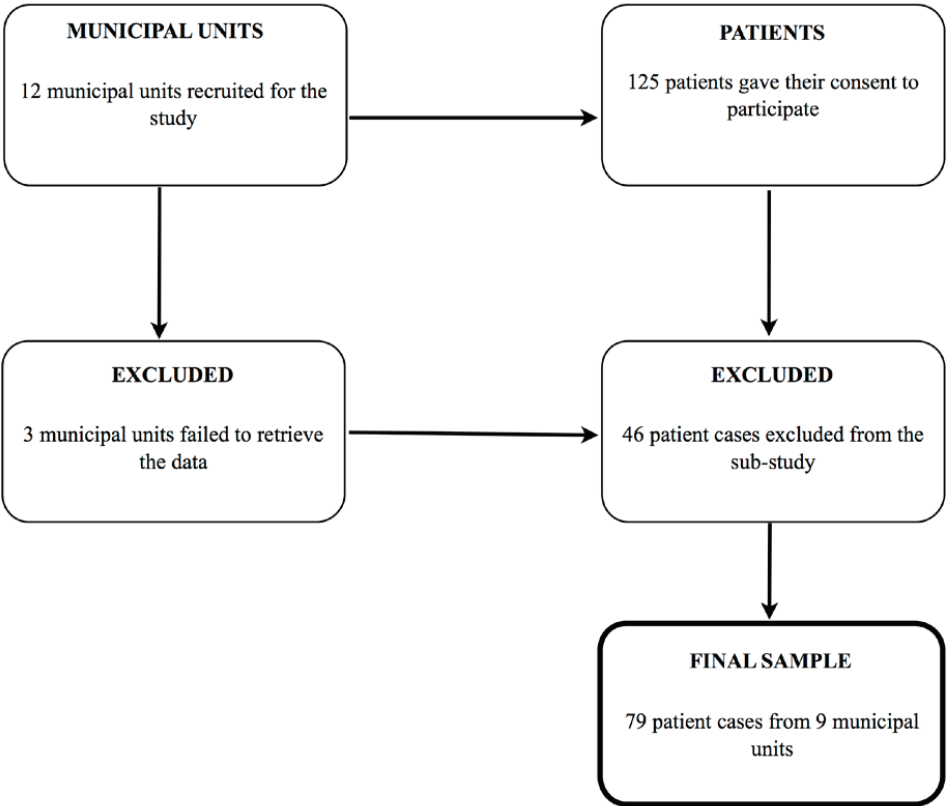 MUNICIPAL UNITS
12 municipal units recruited for the
study
PATIENTS
125 patients gave their consent to
participate
EXCLUDED
3 municipal units failed to retrieve
the data
EXCLUDED
46 patient cases excluded from the
sub-study
FINAL SAMPLE
79 patient cases from 9 municipal
units